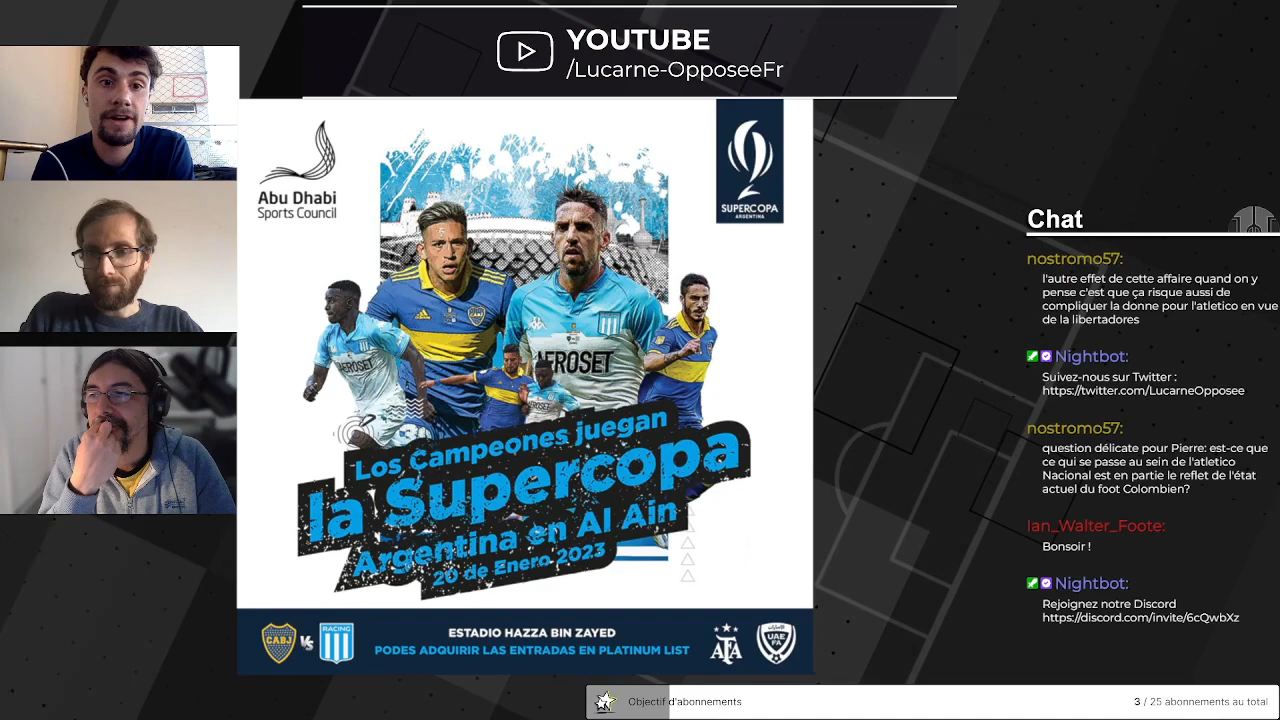 YOUTUBE
/Lucarne-OpposeeFr
Abu Dhabi
Sports Council
SUPERCOPA
ARGENTINA
AEROSET
AEROSET
AEROSET
Los Campeones juegan
la Supercopa
Argentina en Al Ain
20 de Enero 2023
CABJ
VS
RACING
ESTADIO HAZZA BIN ZAYED
PODES ADQUIRIR LAS ENTRADAS EN PLATINUM LIST
AFA
UAE
FA
Chat
nostromo57:
l'autre effet de cette affaire quand on y
pense c'est que ça risque aussi de
compliquer la donne pour l'atletico en vue
de la libertadores
Nightbot:
Suivez-nous sur Twitter :
https://twitter.com/LucarneOpposee
nostromo57:
question délicate pour Pierre: est-ce que
ce qui se passe au sein de l'atletico
Nacional est en partie le reflet de l'état
actuel du foot Colombien?
Ian_Walter_Foote:
Bonsoir !
Nightbot:
Rejoignez notre Discord
https://discord.com/invite/6cQwbXz
Objectif d'abonnements
3 / 25 abonnements au total